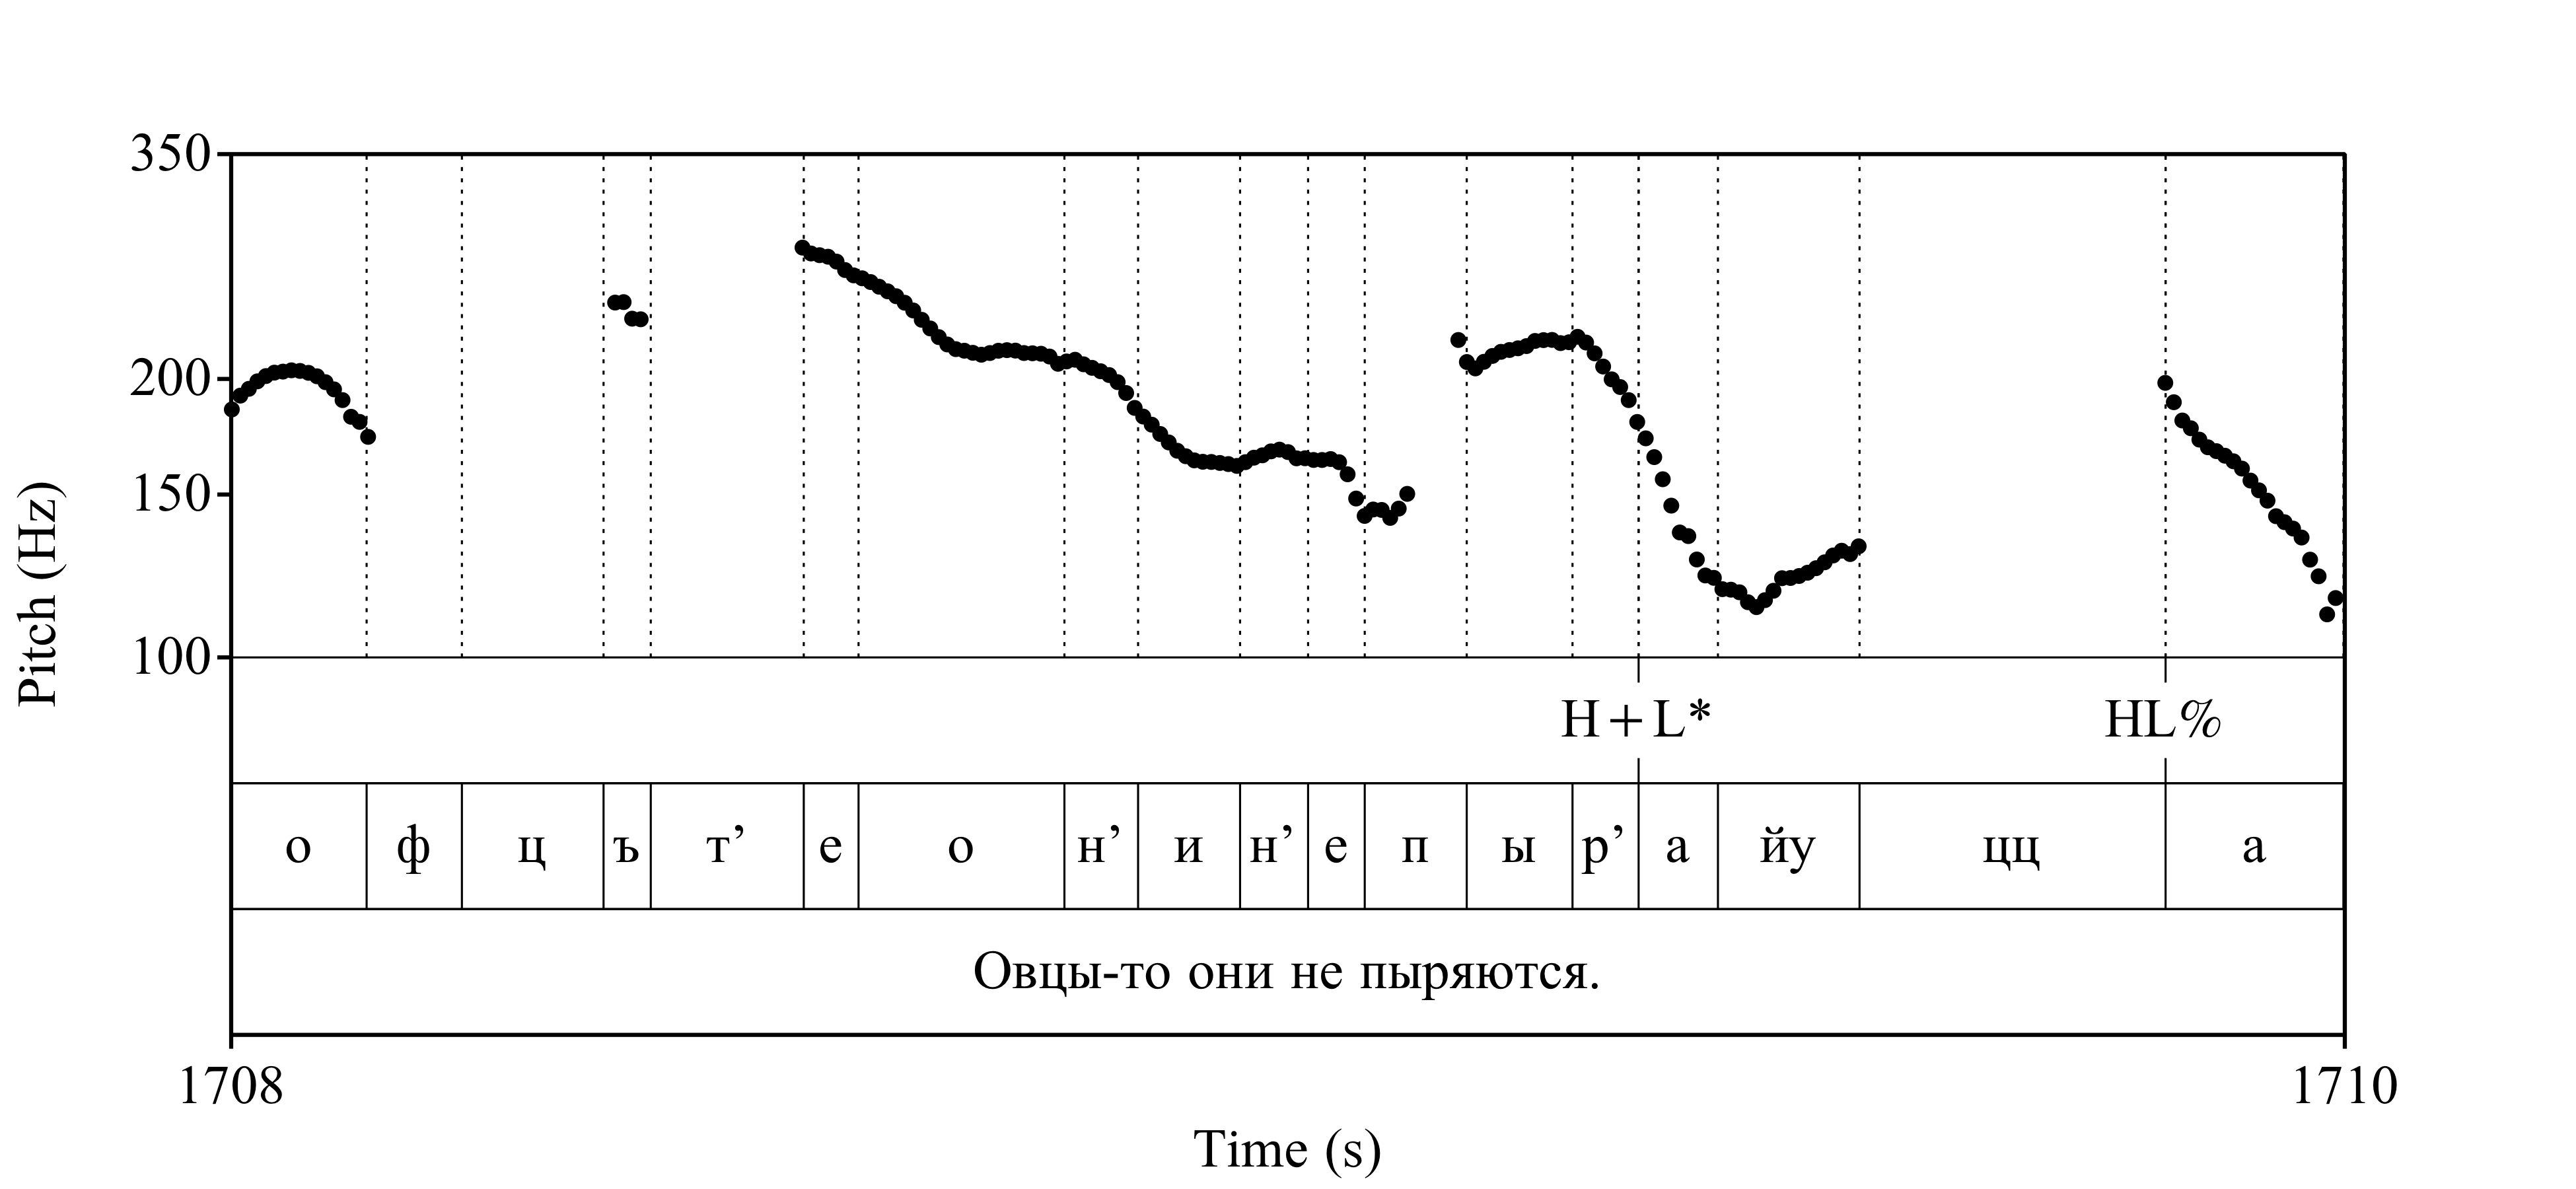 350
200
150
100
Pitch (Hz)
H+L* HL%
о ф ц ъ т’ е о н’ и н’ е п ы р’ а йу цц а
Овцы-то они не пыряются.
1708 1710
Time (s)